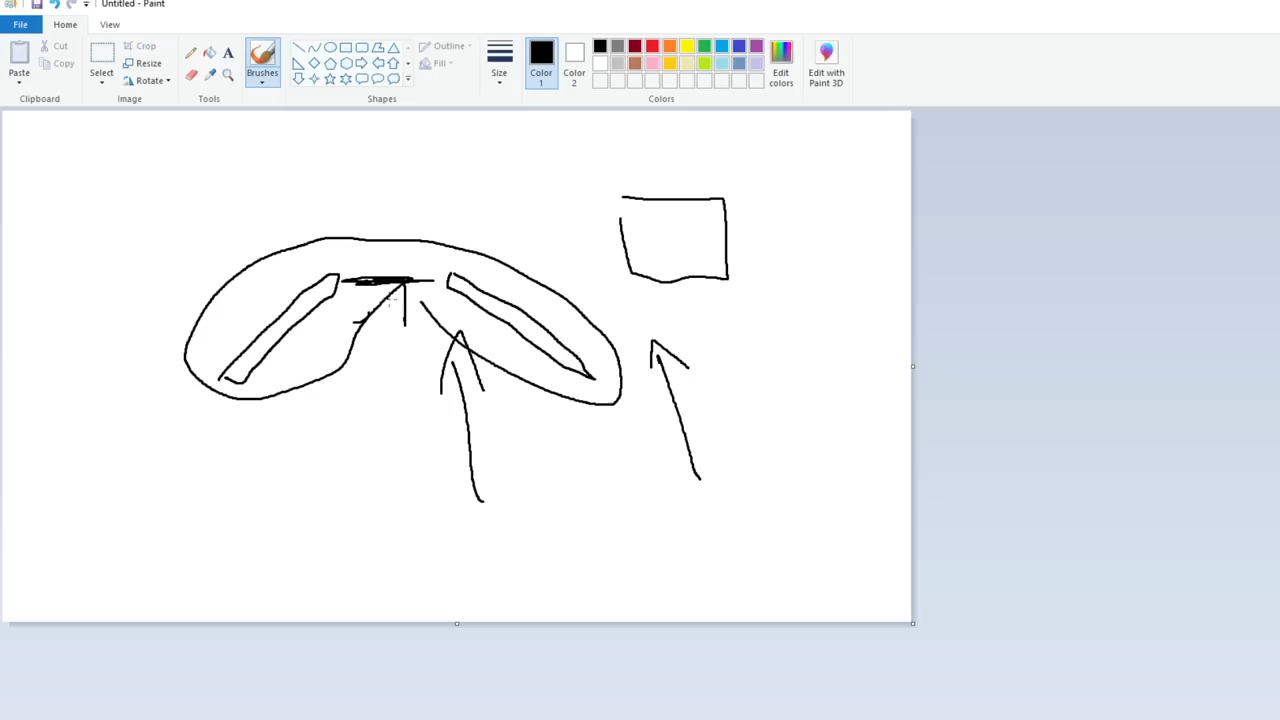 Untitled - Paint
File Home View
Paste Cut Copy Select Crop Resize Rotate A Brushes Outline Fill Size Color 1 Color 2 Edit colors Edit with Paint 3D
Clipboard Image Tools Shapes Colors